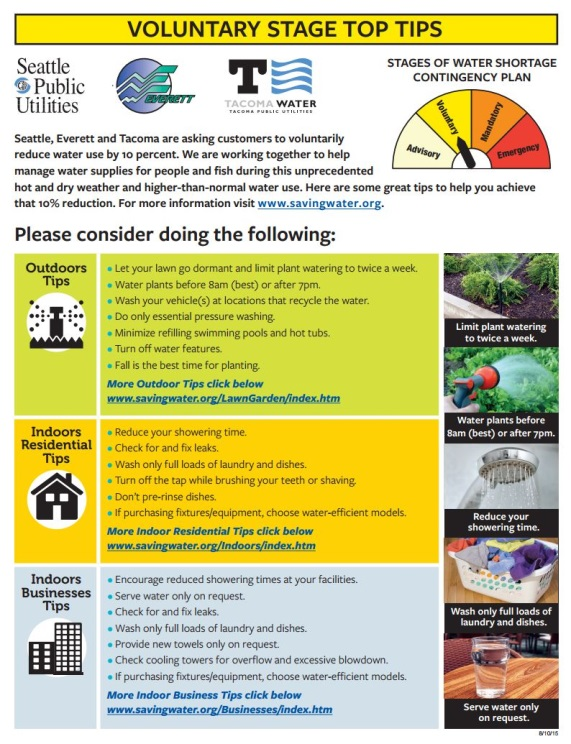 VOLUNTARY STAGE TOP TIPS
Seattle
Public
Utilities
EVERETT
T
TACOMA WATER
TACOMA PUBLIC UTILITIES
STAGES OF WATER SHORTAGE
CONTINGENCY PLAN
Advisory
Voluntary
Mandatory
Emergency
Seattle, Everett and Tacoma are asking customers to voluntarily
reduce water use by 10 percent. We are working together to help
manage water supplies for people and fish during this unprecedented
hot and dry weather and higher-than-normal water use. Here are some great tips to help you achieve
that 10% reduction. For more information visit www.savingwater.org.
Please consider doing the following:
Outdoors
Tips
• Let your lawn go dormant and limit plant watering to twice a week.
• Water plants before 8am (best) or after 7pm.
• Wash your vehicle(s) at locations that recycle the water.
• Do only essential pressure washing.
• Minimize refilling swimming pools and hot tubs.
• Turn off water features.
• Fall is the best time for planting.
More Outdoor Tips click below
www.savingwater.org/LawnGarden/index.htm
Limit plant watering
to twice a week.
Water plants before
8am (best) or after 7pm.
Indoors
Residential
Tips
• Reduce your showering time.
• Check for and fix leaks.
• Wash only full loads of laundry and dishes.
• Turn off the tap while brushing your teeth or shaving.
• Don't pre-rinse dishes.
• If purchasing fixtures/equipment, choose water-efficient models.
More Indoor Residential Tips click below
www.savingwater.org/Indoors/index.htm
Reduce your
showering time.
Indoors
Businesses
Tips
• Encourage reduced showering times at your facilities.
• Serve water only on request.
• Check for and fix leaks.
• Wash only full loads of laundry and dishes.
• Provide new towels only on request.
• Check cooling towers for overflow and excessive blowdown.
• If purchasing fixtures/equipment, choose water-efficient models.
More Indoor Business Tips click below
www.savingwater.org/Businesses/index.htm
Wash only full loads of
laundry and dishes.
Serve water only
on request.
8/10/15